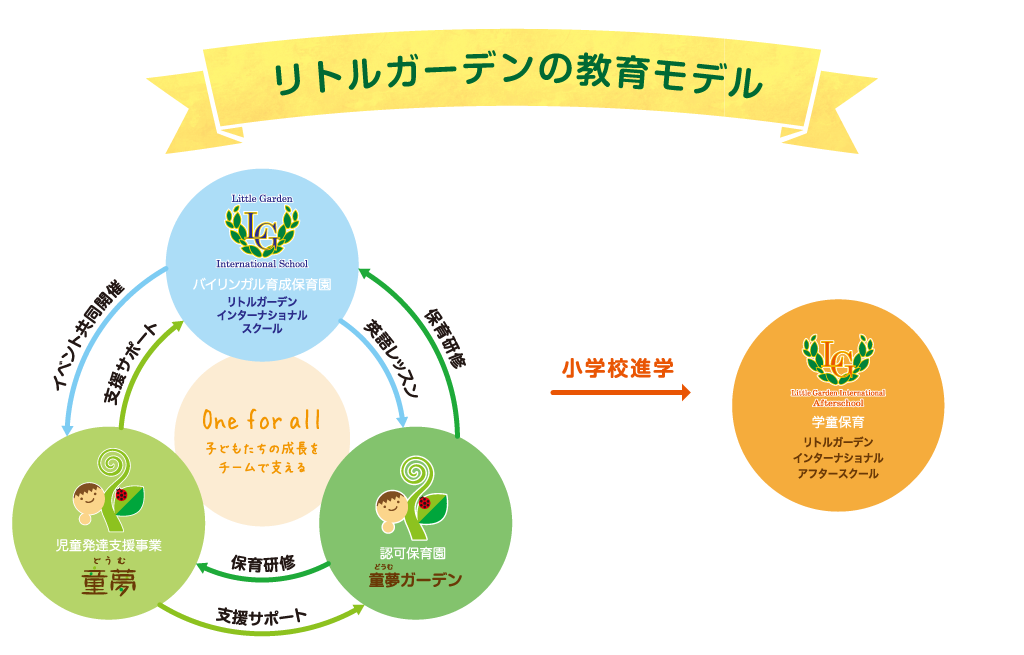 リトルガーデンの教育モデル
Little Garden
LG
International School
バイリンガル育成保育園
リトルガーデン
インターナショナル
スクール
イベント共同開催
支援サポート
英語レッスン
保育研修
One for all
子どもたちの成長を
チームで支える
児童発達支援事業
どうむ
童夢
認可保育園
どうむ
童夢ガーデン
保育研修
支援サポート
小学校進学
LG
Little Garden International
Afterschool
学童保育
リトルガーデン
インターナショナル
アフタースクール